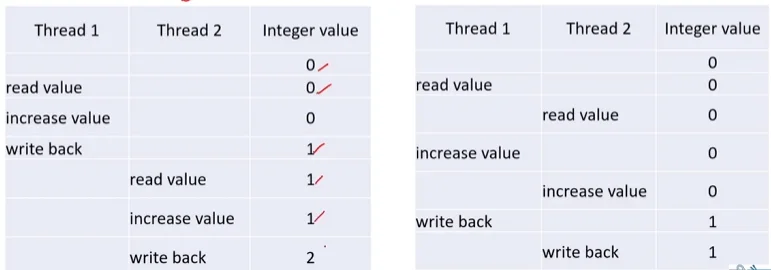 Thread 1 Thread 2 Integer value
0
read value 0
increase value 0
write back 1
read value 1
increase value 1
write back 2
Thread 1 Thread 2 Integer value
0
read value 0
read value 0
increase value 0
increase value 0
write back 1
write back 1